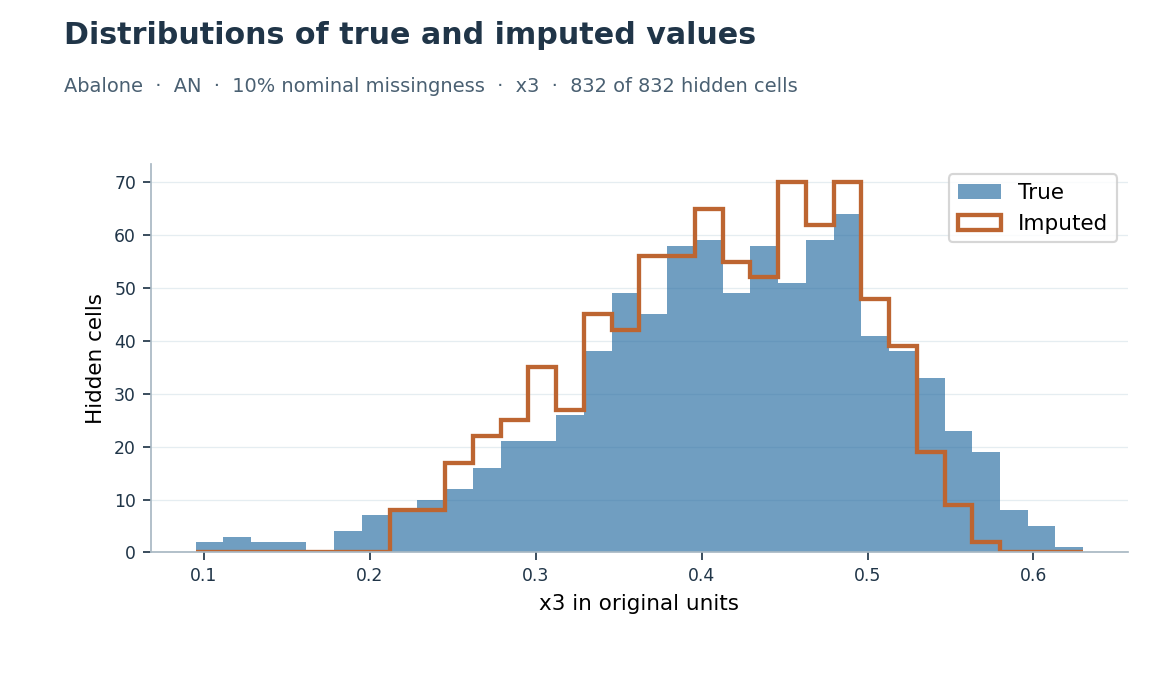 Distributions of true and imputed values
Abalone · AN · 10% nominal missingness · x3 · 832 of 832 hidden cells
True
Imputed
70
60
50
40
30
20
10
0
Hidden cells
0.1 0.2 0.3 0.4 0.5 0.6
x3 in original units